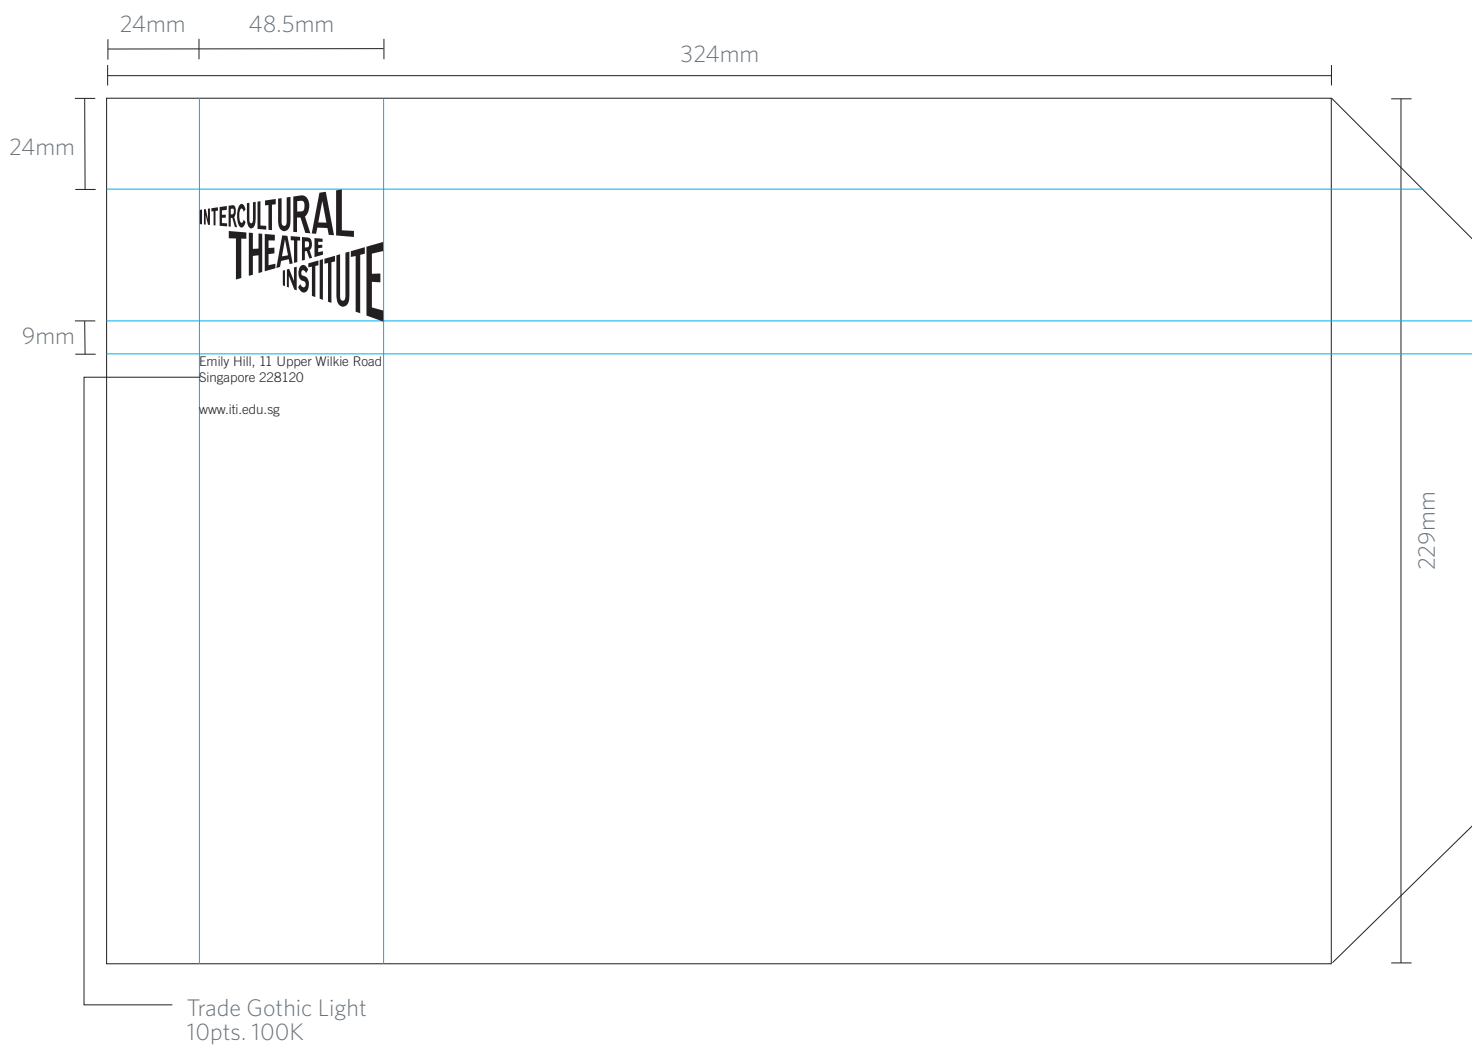 24mm
48.5mm
324mm
24mm
INTERCULTURAL
THEATRE
INSTITUTE
9mm
Emily Hill, 11 Upper Wilkie Road
Singapore 228120
www.iti.edu.sg
229mm
Trade Gothic Light
10pts. 100K